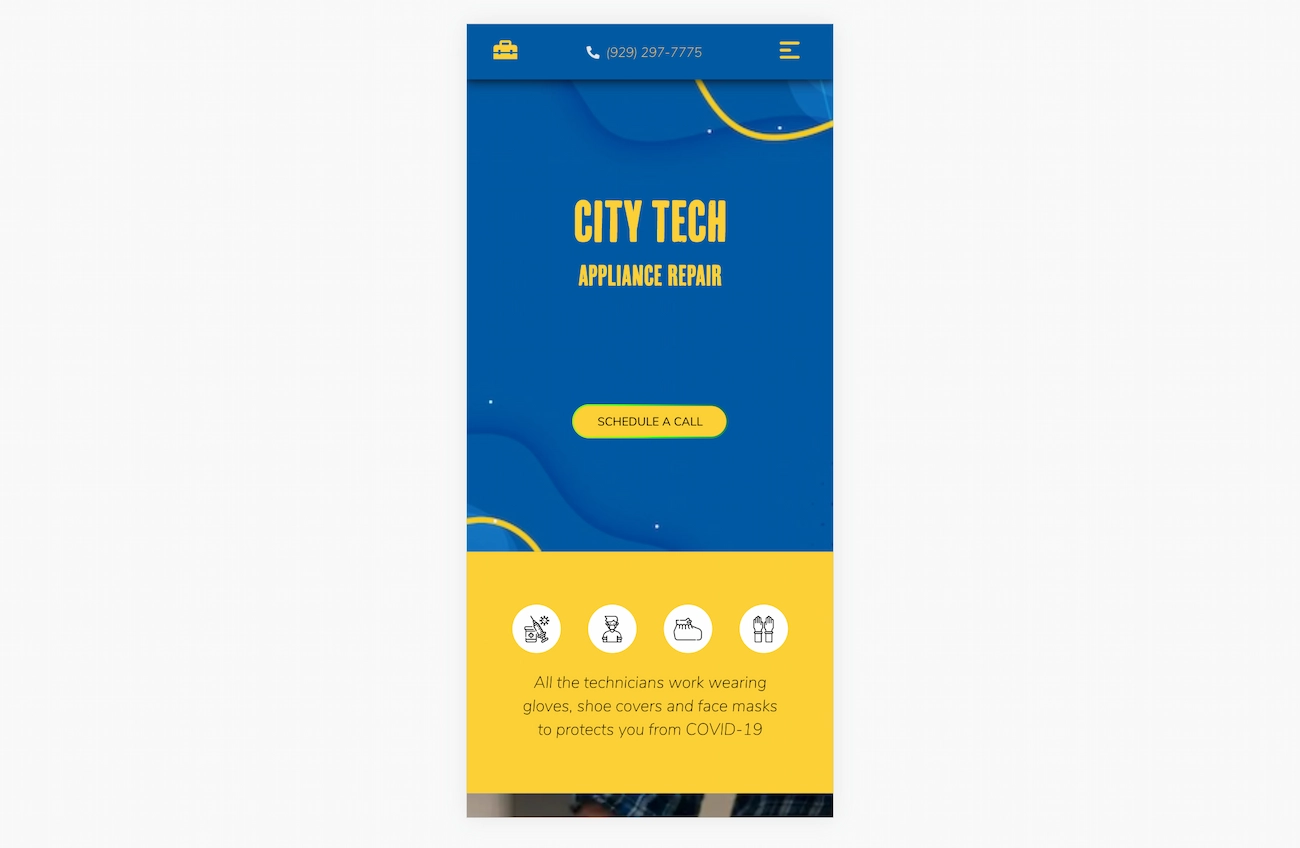 (929) 297-7775
CITY TECH
APPLIANCE REPAIR
SCHEDULE A CALL
All the technicians work wearing
gloves, shoe covers and face masks
to protects you from COVID-19